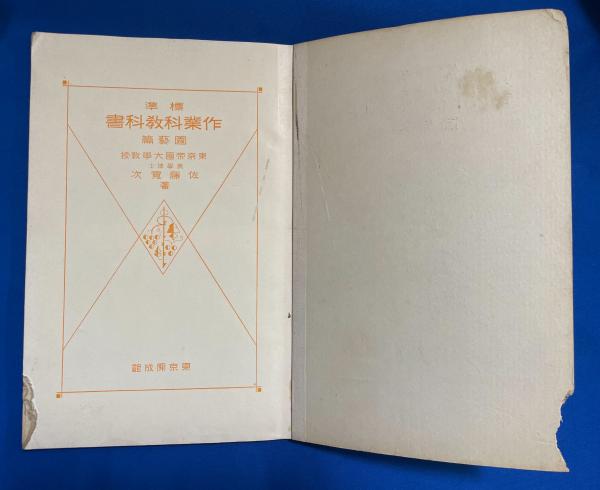 標準
作業科教科書
園藝篇
東京帝國大學教授
農學博士
佐藤寬次
著
東京開成館